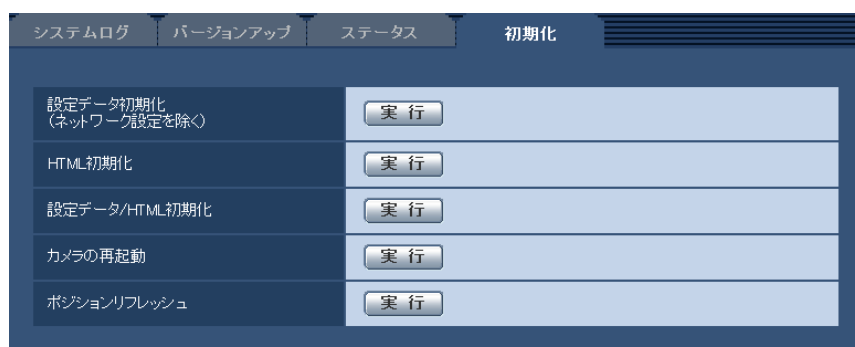 システムログ バージョンアップ ステータス 初期化
設定データ初期化
(ネットワーク設定を除く)
実 行
HTML初期化
実 行
設定データ/HTML初期化
実 行
カメラの再起動
実 行
ポジションリフレッシュ
実 行